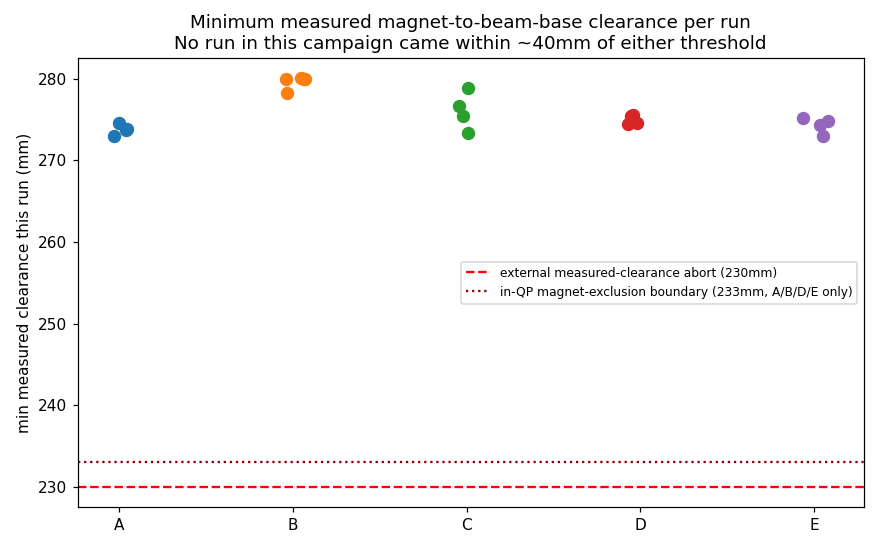 Minimum measured magnet-to-beam-base clearance per run
No run in this campaign came within ~40mm of either threshold
min measured clearance this run (mm)
280
270
260
250
240
230
external measured-clearance abort (230mm)
in-QP magnet-exclusion boundary (233mm, A/B/D/E only)
A
B
C
D
E